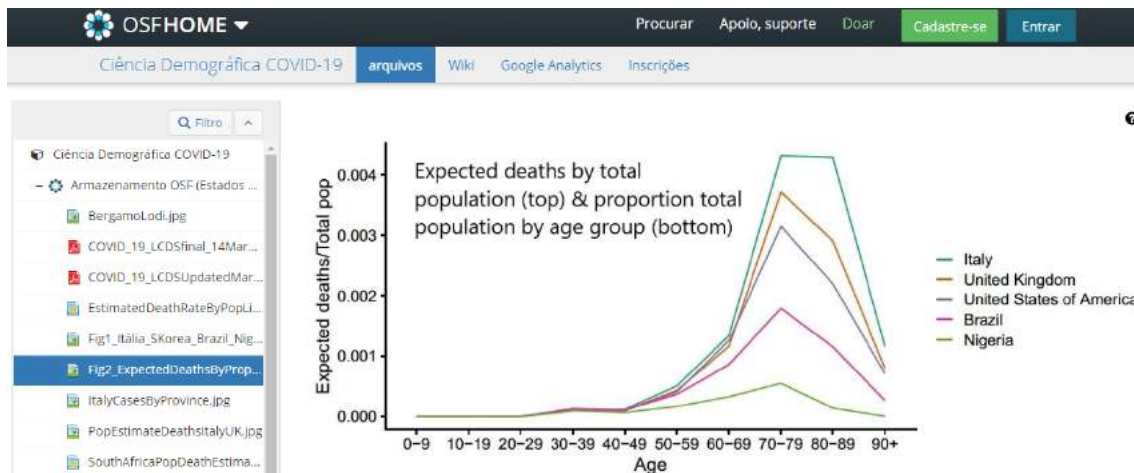 OSFHOME
Procurar Apoio, suporte Doar Cadastre-se Entrar
Ciência Demográfica COVID-19 arquivos Wiki Google Analytics Inscrições
Filtro
Ciência Demográfica COVID-19
– Armazenamento OSF (Estados ...
BergamoLodi.jpg
COVID_19_LCDSfinal_14Mar...
COVID_19_LCDSUpdatedMar...
EstimatedDeathRateByPopLi...
Fig1_Itália_SKorea_Brazil_Nig...
Fig2_ExpectedDeathsByProp...
ItalyCasesByProvince.jpg
PopEstimateDeathsItalyUK.jpg
SouthAfricaPopDeathEstima...
Expected deaths by total
population (top) & proportion total
population by age group (bottom)
Expected deaths/Total pop
0.004
0.003
0.002
0.001
0.000
0–9 10–19 20–29 30–39 40–49 50–59 60–69 70–79 80–89 90+
Age
Italy
United Kingdom
United States of America
Brazil
Nigeria